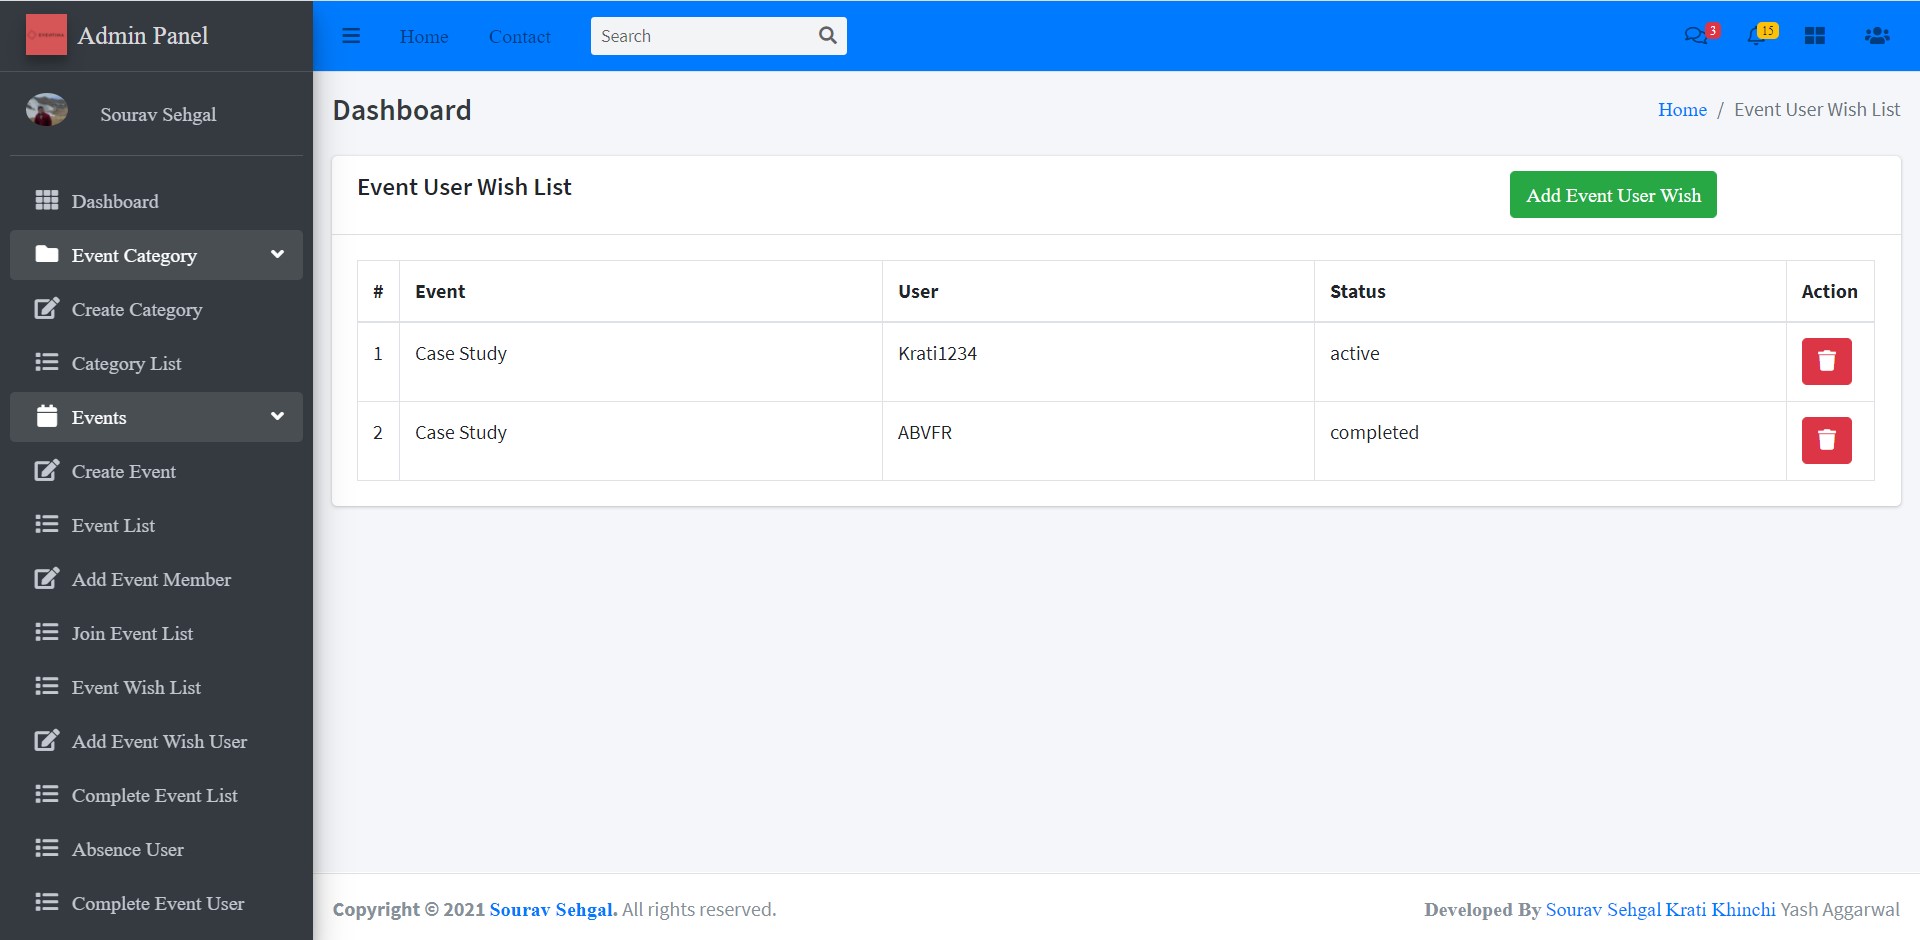 Admin Panel
Home
Contact
Search
3
15
Sourav Sehgal
Dashboard
Event Category
Create Category
Category List
Events
Create Event
Event List
Add Event Member
Join Event List
Event Wish List
Add Event Wish User
Complete Event List
Absence User
Complete Event User
Dashboard
Home / Event User Wish List
Event User Wish List
Add Event User Wish
# Event User Status Action
1 Case Study Krati1234 active
2 Case Study ABVFR completed
Copyright © 2021 Sourav Sehgal. All rights reserved.
Developed By Sourav Sehgal Krati Khinchi Yash Aggarwal